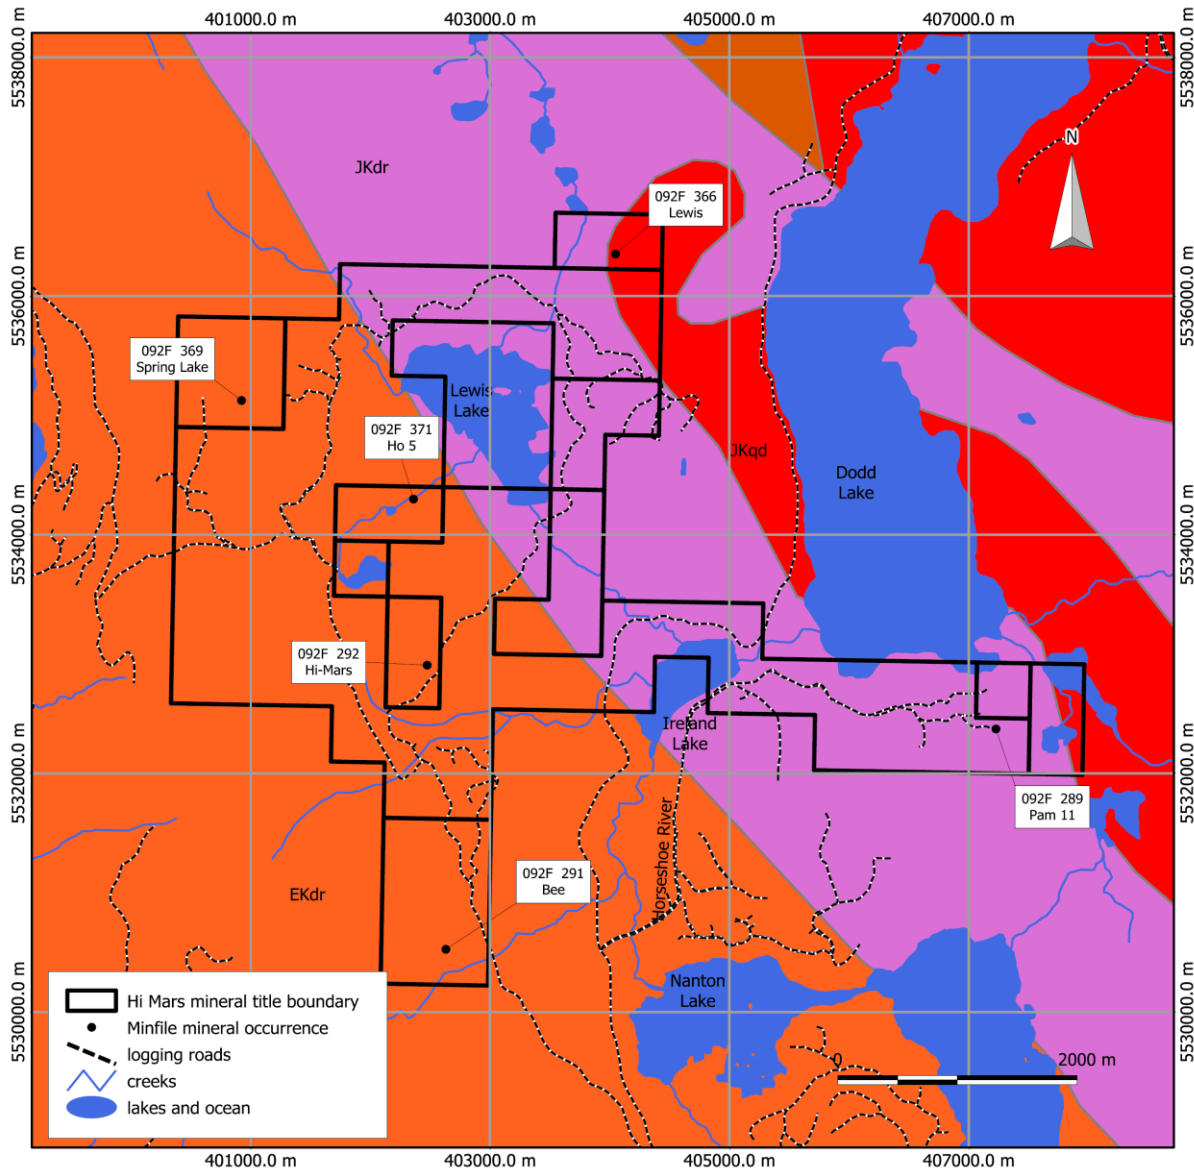 401000.0 m
403000.0 m
405000.0 m
407000.0 m
5538000.0 m
5538000.0 m
N
JKdr
092F 366
Lewis
5536000.0 m
5536000.0 m
092F 369
Spring Lake
Lewis
Lake
092F 371
Ho 5
JKqd
Dodd
Lake
5534000.0 m
5534000.0 m
092F 292
Hi-Mars
Ireland
Lake
5532000.0 m
5532000.0 m
092F 289
Pam 11
Horseshoe River
092F 291
Bee
EKdr
Nanton
Lake
5530000.0 m
5530000.0 m
Hi Mars mineral title boundary
Minfile mineral occurrence
logging roads
creeks
lakes and ocean
0
2000 m
401000.0 m
403000.0 m
405000.0 m
407000.0 m